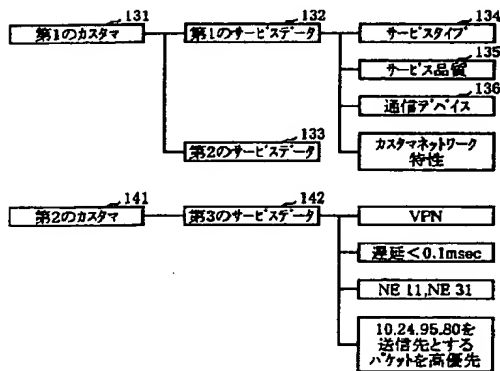 131
第1のカスタマ
132
第1のサービスデータ
134
サービスタイプ
135
サービス品質
136
通信デバイス
カスタマネットワーク
特性
133
第2のサービスデータ
141
第2のカスタマ
142
第3のサービスデータ
VPN
遅延<0.1msec
NE 11,NE 31
10.24.95.80を
送信先とする
パケットを高優先